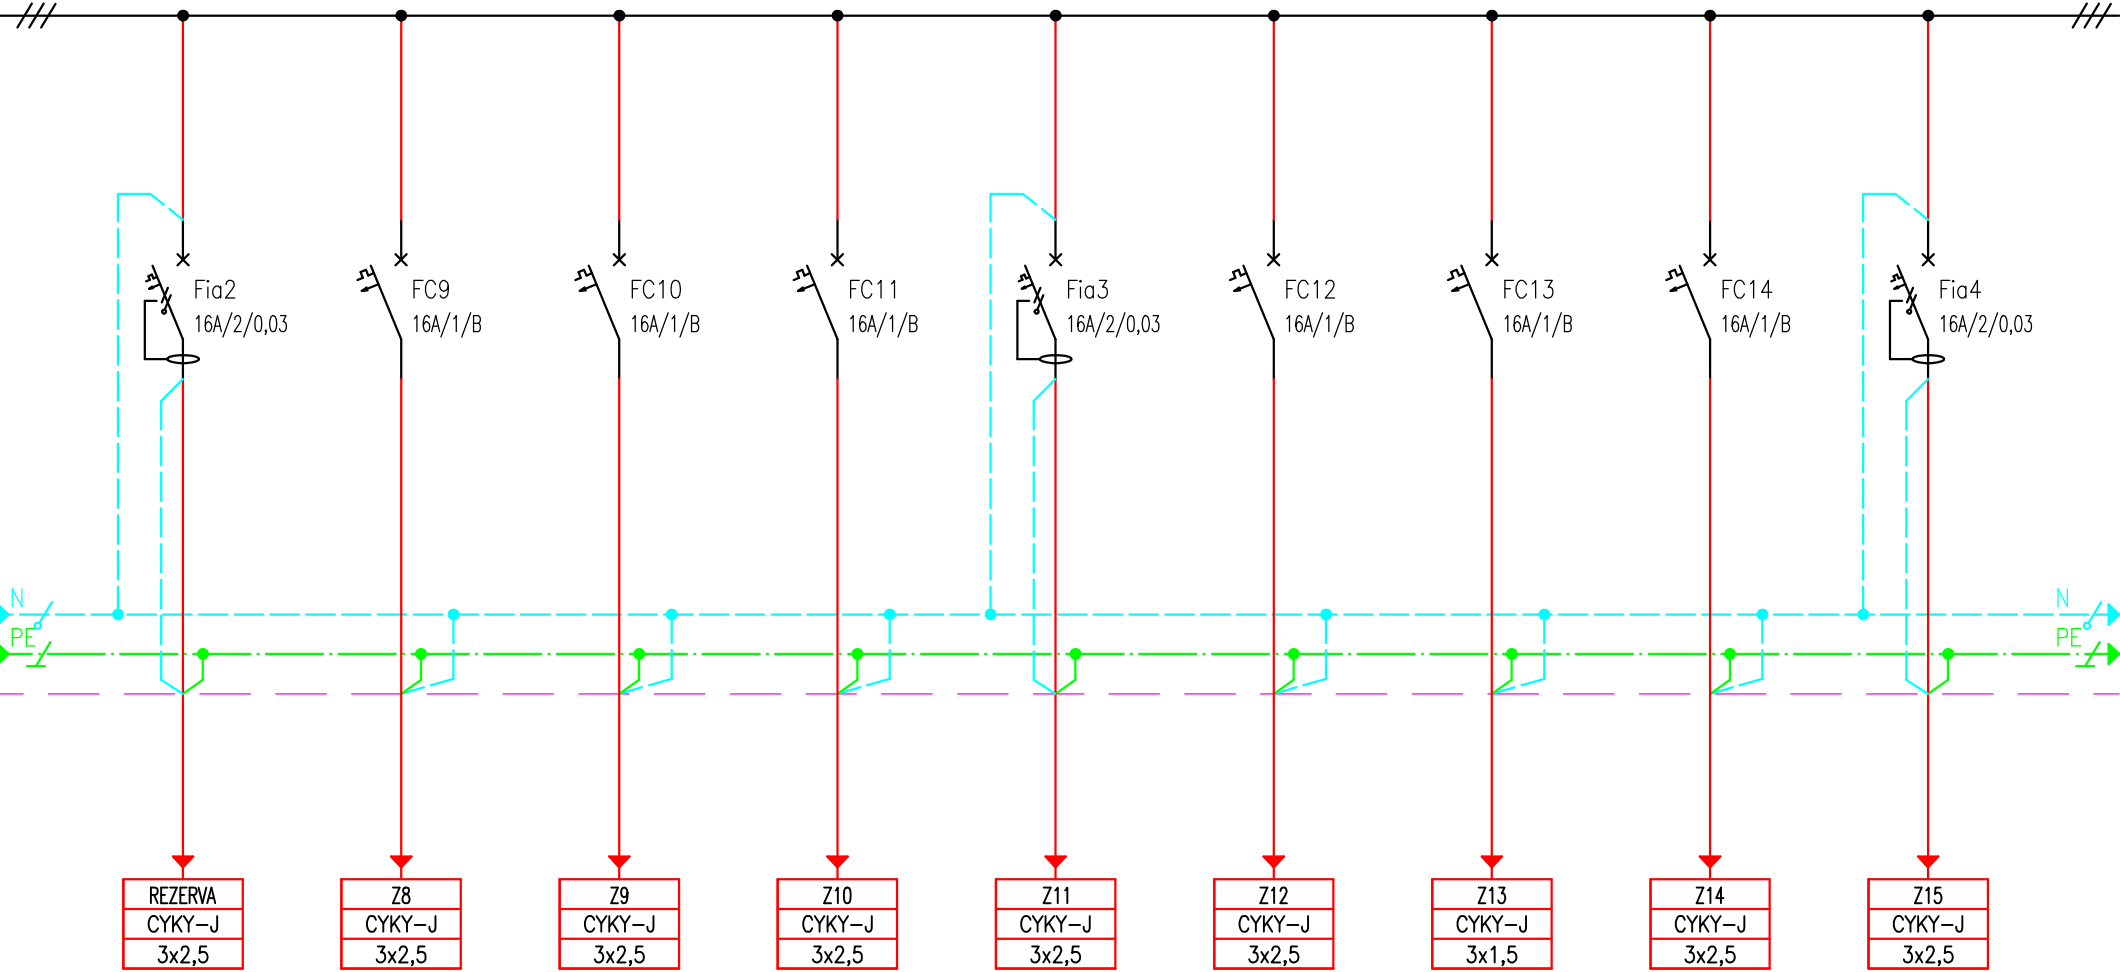 Fia2
16A/2/0,03
FC9
16A/1/B
FC10
16A/1/B
FC11
16A/1/B
Fia3
16A/2/0,03
FC12
16A/1/B
FC13
16A/1/B
FC14
16A/1/B
Fia4
16A/2/0,03
N
PE
N
PE
REZERVA
CYKY-J
3x2,5
Z8
CYKY-J
3x2,5
Z9
CYKY-J
3x2,5
Z10
CYKY-J
3x2,5
Z11
CYKY-J
3x2,5
Z12
CYKY-J
3x2,5
Z13
CYKY-J
3x1,5
Z14
CYKY-J
3x2,5
Z15
CYKY-J
3x2,5